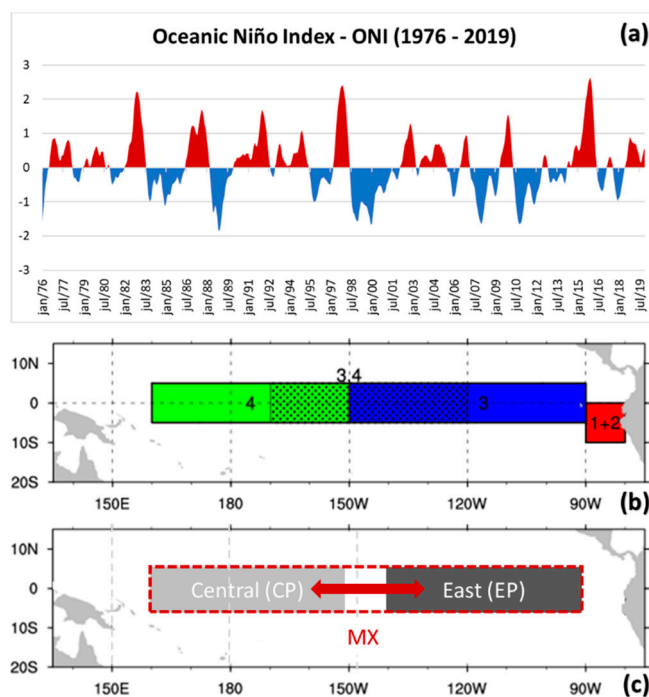 Oceanic Niño Index - ONI (1976 - 2019)
(a)
3
2
1
0
-1
-2
-3
jan/76
jul/77
jan/79
jul/80
jan/82
jul/83
jan/85
jul/86
jan/88
jul/89
jan/91
jul/92
jan/94
jul/95
jan/97
jul/98
jan/00
jul/01
jan/03
jul/04
jan/06
jul/07
jan/09
jul/10
jan/12
jul/13
jan/15
jul/16
jan/18
jul/19
10N
0
10S
20S
3.4
4
3
1+2
150E
180
150W
120W
90W
(b)
10N
0
10S
20S
Central (CP)
East (EP)
MX
150E
180
150W
120W
90W
(c)